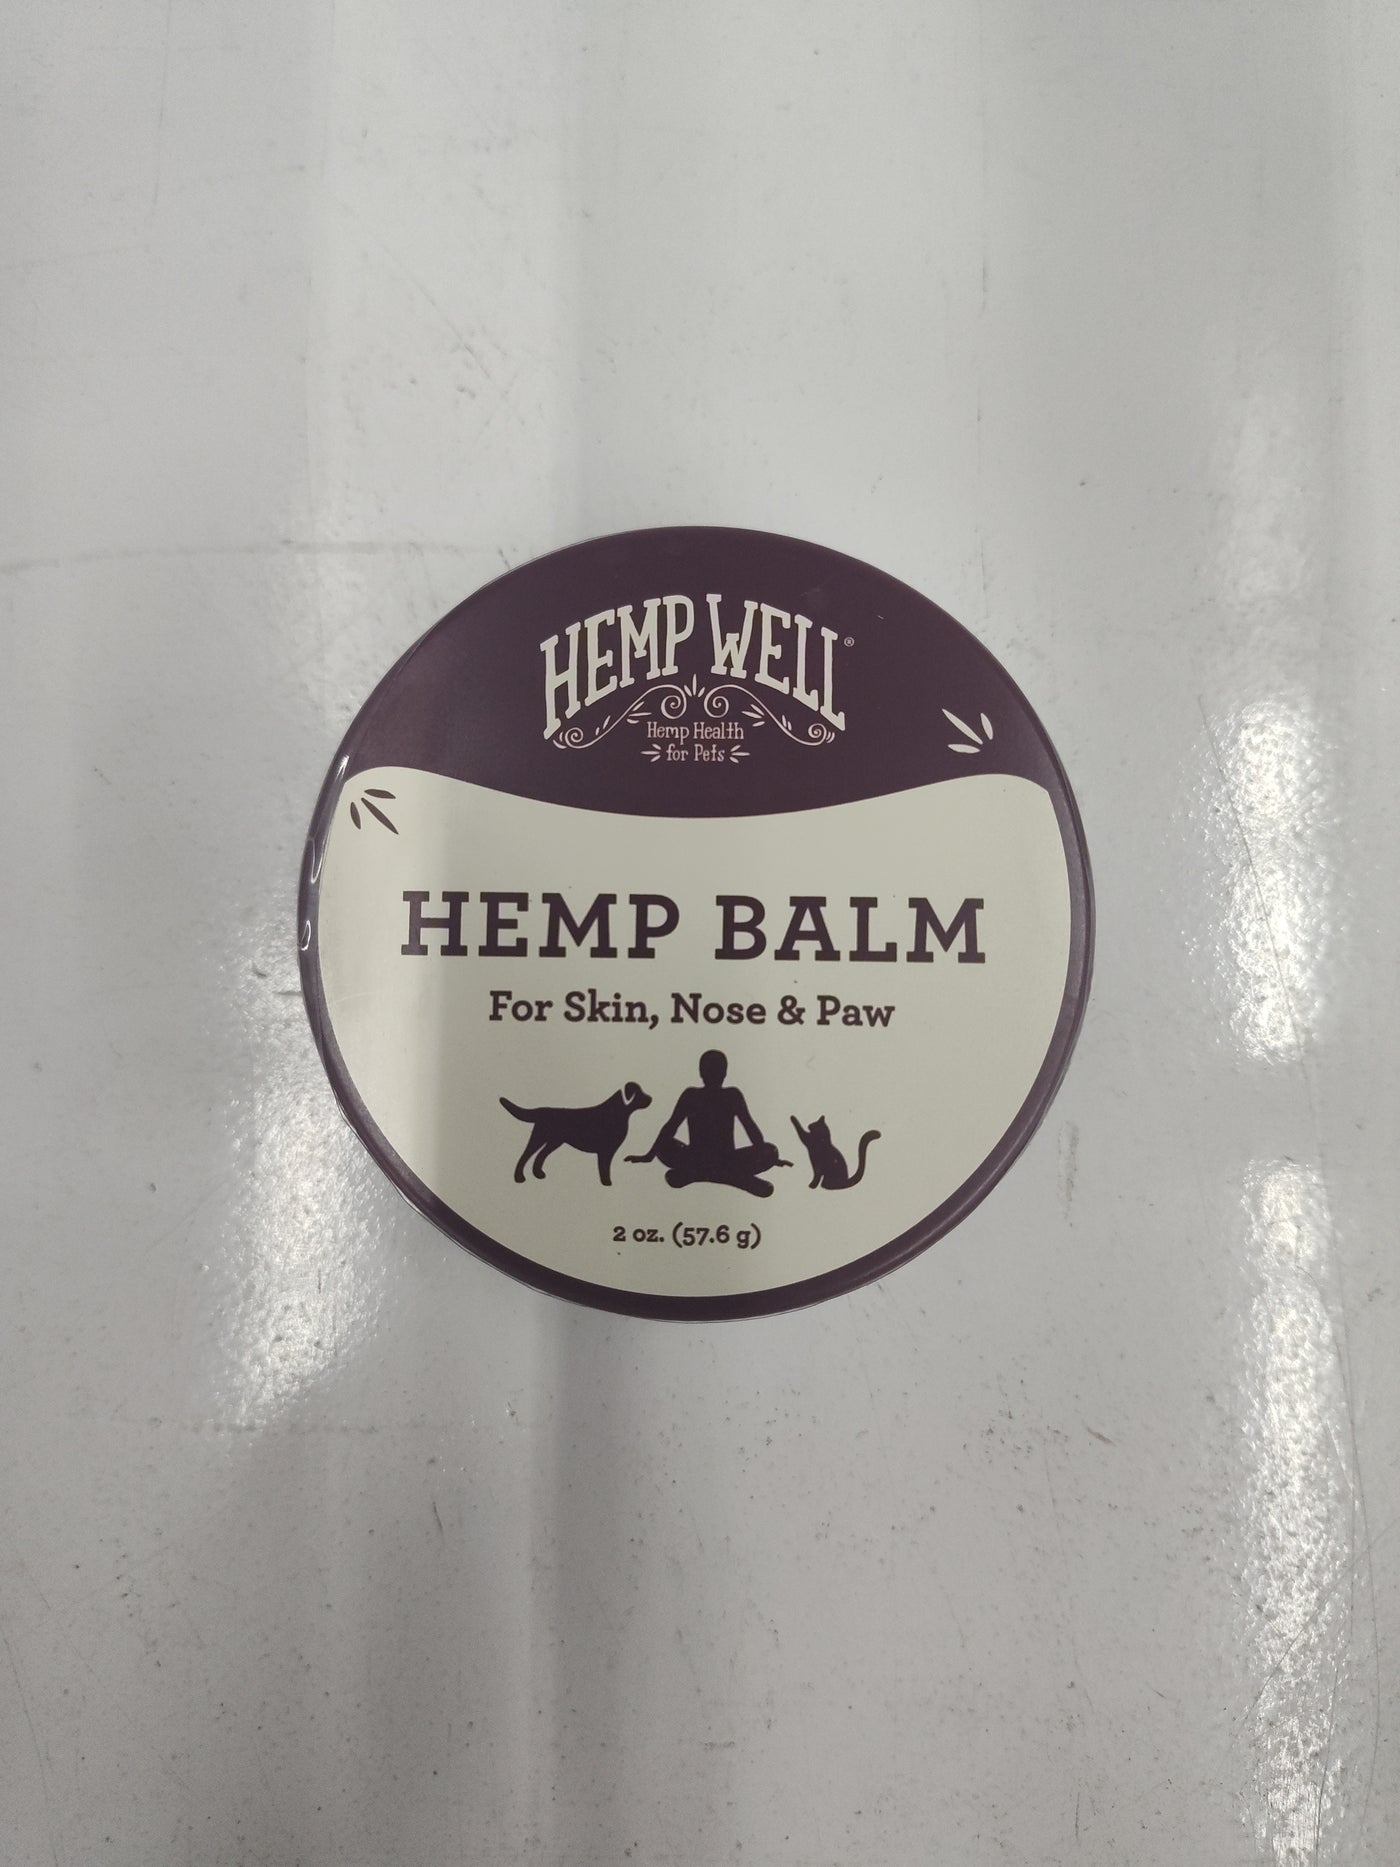 HEMP WELL®
Hemp Health
for Pets
HEMP BALM
For Skin, Nose & Paw
2 oz. (57.6 g)